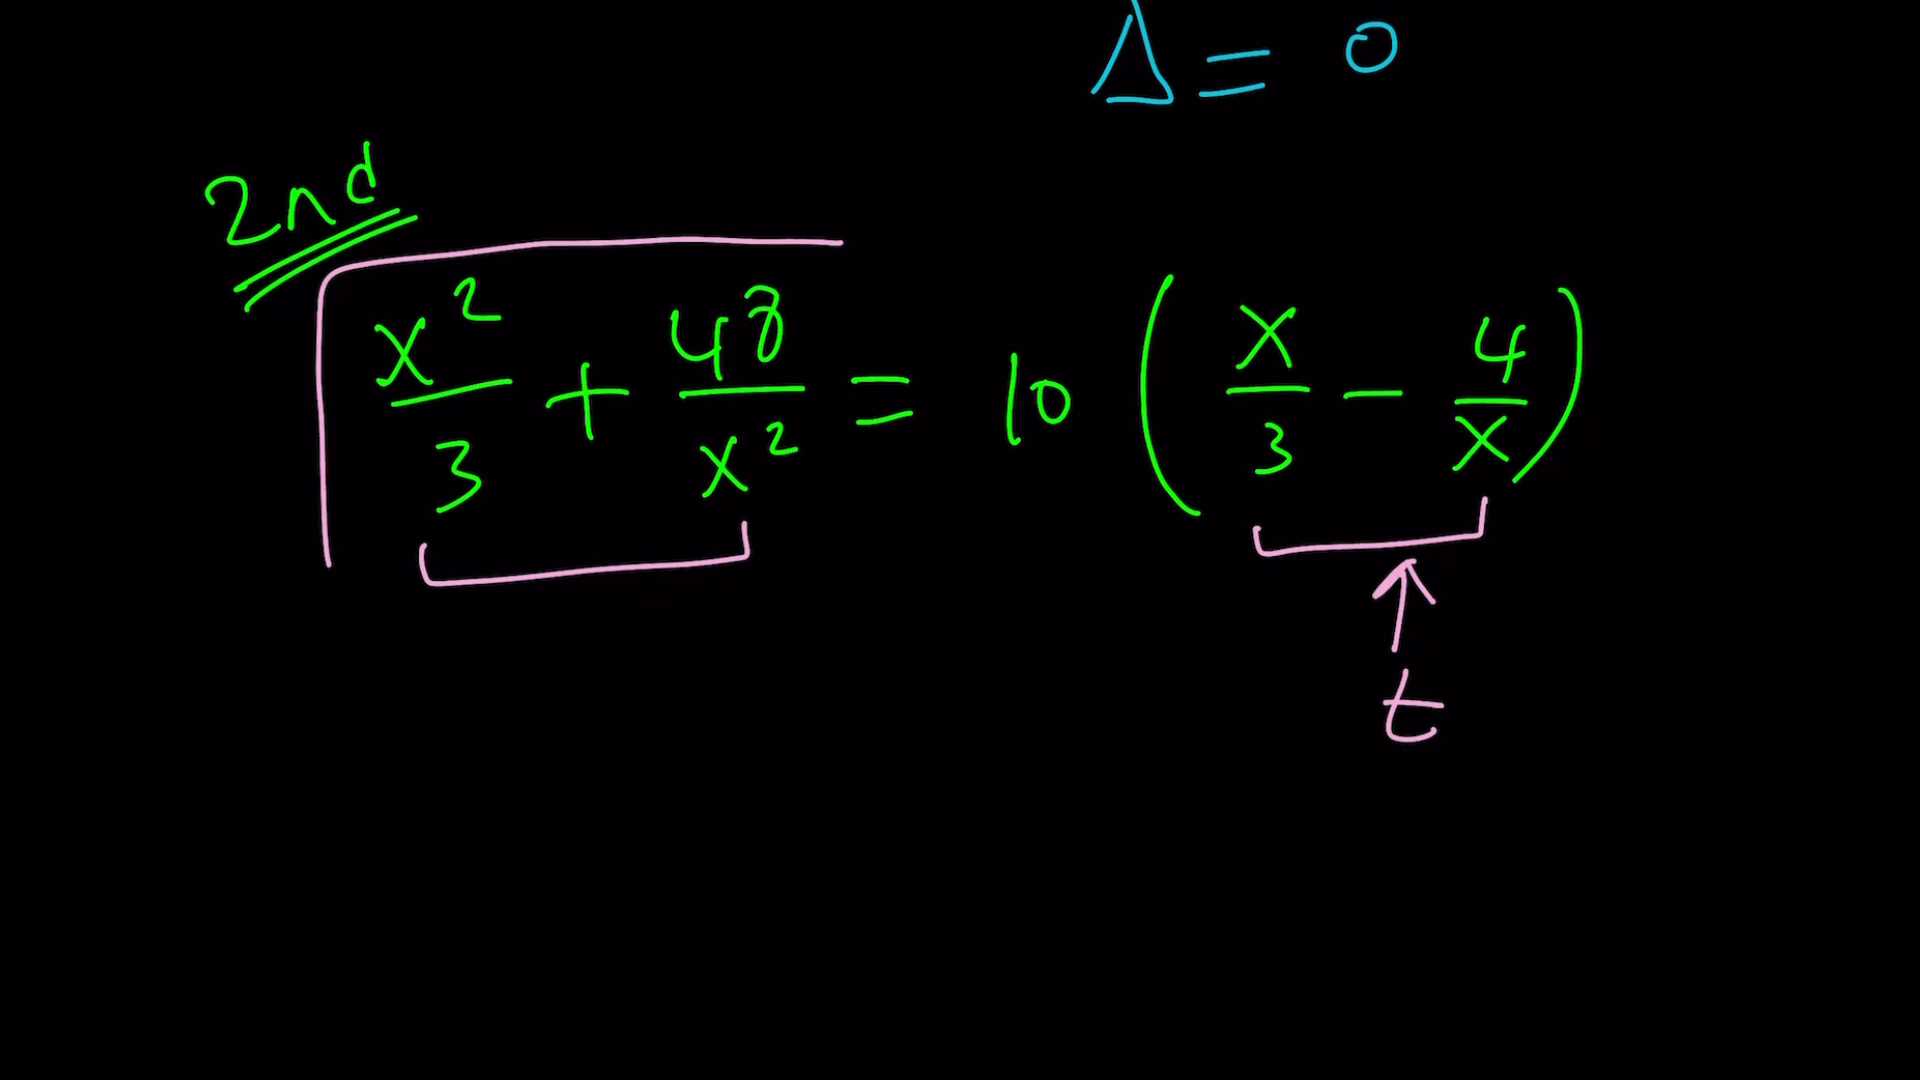 Δ = 0
2nd
x²/3 + 48/x² = 10 (x/3 - 4/x)
t